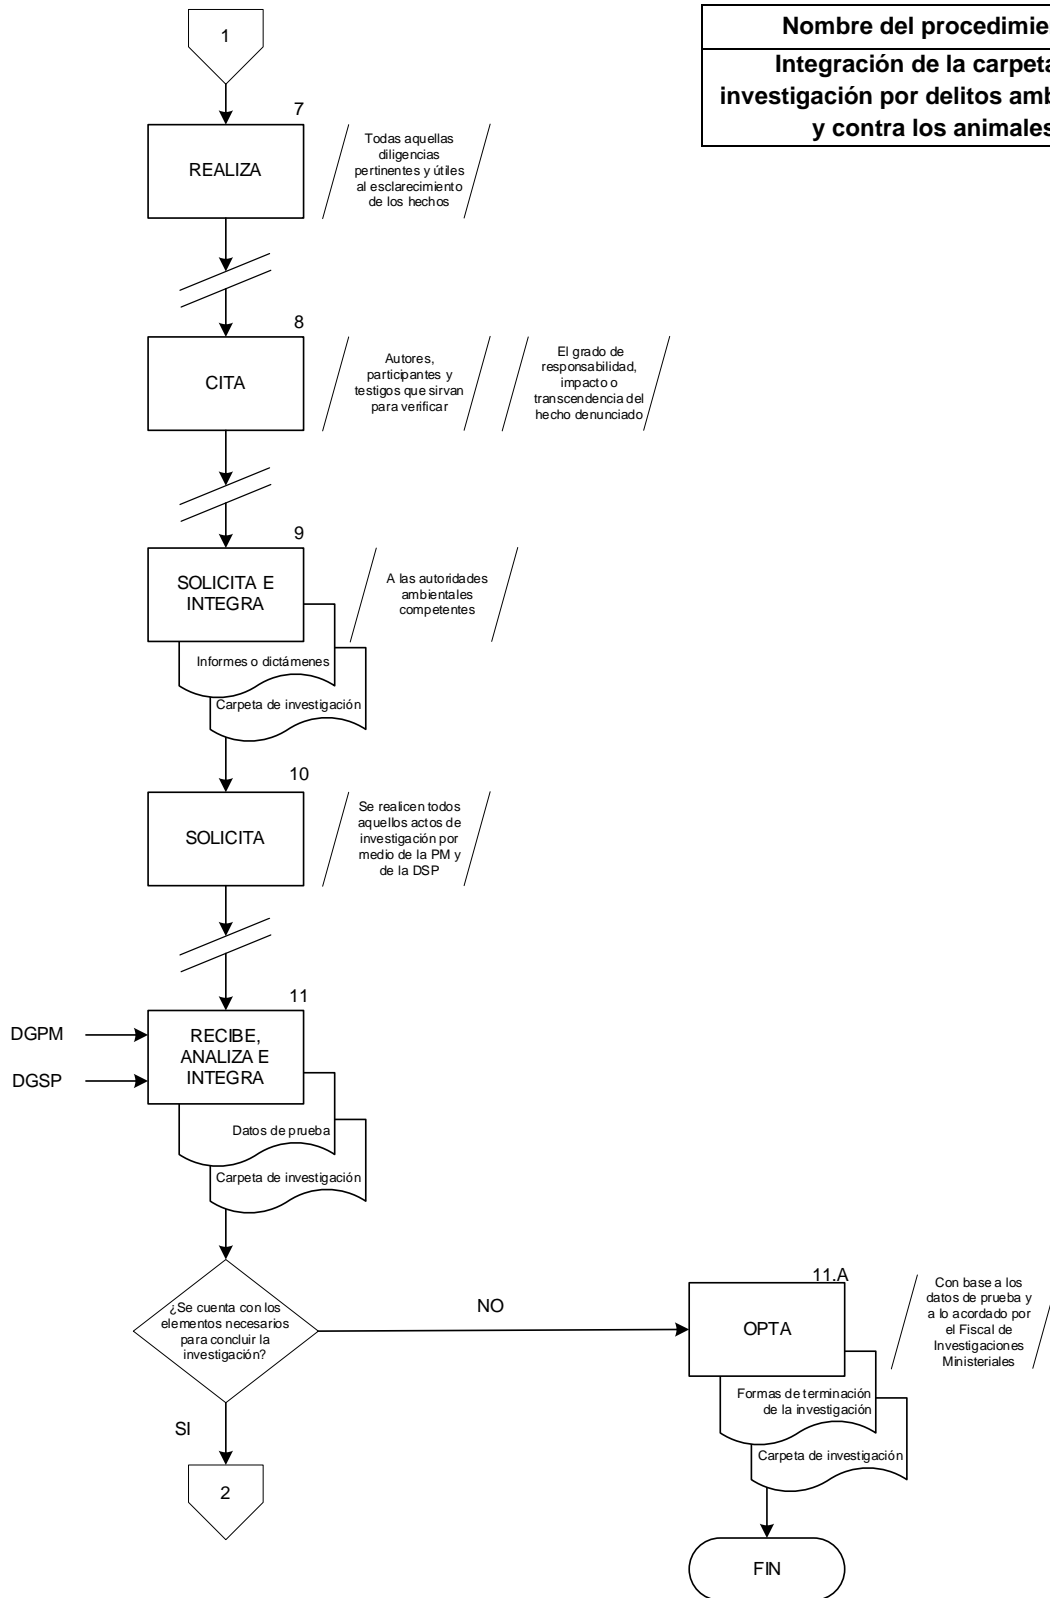 Nombre del procedimie
Integración de la carpeta
investigación por delitos amb
y contra los animales
1
7
REALIZA
Todas aquellas
diligencias
pertinentes y útiles
al esclarecimiento
de los hechos
8
CITA
Autores,
participantes y
testigos que sirvan
para verificar
El grado de
responsabilidad,
impacto o
transcendencia del
hecho denunciado
9
SOLICITA E
INTEGRA
A las autoridades
ambientales
competentes
Informes o dictámenes
Carpeta de investigación
10
SOLICITA
Se realicen todos
aquellos actos de
investigación por
medio de la PM y
de la DSP
11
DGPM
DGSP
RECIBE,
ANALIZA E
INTEGRA
Datos de prueba
Carpeta de investigación
¿Se cuenta con los
elementos necesarios
para concluir la
investigación?
NO
SI
2
11.A
OPTA
Con base a los
datos de prueba y
a lo acordado por
el Fiscal de
Investigaciones
Ministeriales
Formas de terminación
de la investigación
Carpeta de investigación
FIN